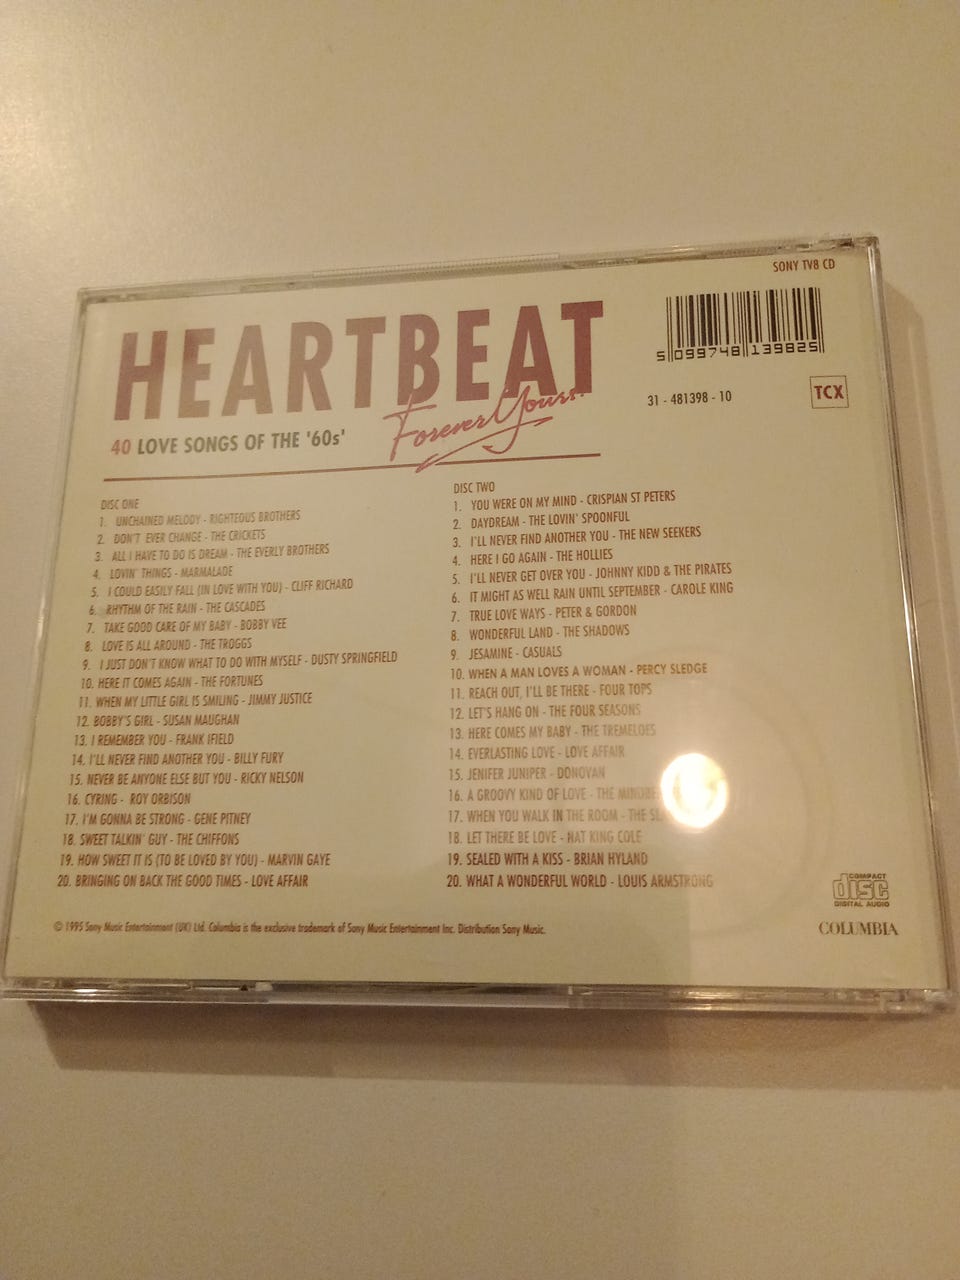 SONY TV8 CD
HEARTBEAT
Forever Yours
40 LOVE SONGS OF THE '60s'
5 099748 139825
31 - 481398 - 10
TCX
DISC ONE
1. UNCHAINED MELODY - RIGHTEOUS BROTHERS
2. DON'T EVER CHANGE - THE CRICKETS
3. ALL I HAVE TO DO IS DREAM - THE EVERLY BROTHERS
4. LOVIN' THINGS - MARMALADE
5. I COULD EASILY FALL (IN LOVE WITH YOU) - CLIFF RICHARD
6. RHYTHM OF THE RAIN - THE CASCADES
7. TAKE GOOD CARE OF MY BABY - BOBBY VEE
8. LOVE IS ALL AROUND - THE TROGGS
9. I JUST DON'T KNOW WHAT TO DO WITH MYSELF - DUSTY SPRINGFIELD
10. HERE IT COMES AGAIN - THE FORTUNES
11. WHEN MY LITTLE GIRL IS SMILING - JIMMY JUSTICE
12. BOBBY'S GIRL - SUSAN MAUGHAN
13. I REMEMBER YOU - FRANK IFIELD
14. I'LL NEVER FIND ANOTHER YOU - BILLY FURY
15. NEVER BE ANYONE ELSE BUT YOU - RICKY NELSON
16. CYRING - ROY ORBISON
17. I'M GONNA BE STRONG - GENE PITNEY
18. SWEET TALKIN' GUY - THE CHIFFONS
19. HOW SWEET IT IS (TO BE LOVED BY YOU) - MARVIN GAYE
20. BRINGING ON BACK THE GOOD TIMES - LOVE AFFAIR
DISC TWO
1. YOU WERE ON MY MIND - CRISPIAN ST PETERS
2. DAYDREAM - THE LOVIN' SPOONFUL
3. I'LL NEVER FIND ANOTHER YOU - THE NEW SEEKERS
4. HERE I GO AGAIN - THE HOLLIES
5. I'LL NEVER GET OVER YOU - JOHNNY KIDD & THE PIRATES
6. IT MIGHT AS WELL RAIN UNTIL SEPTEMBER - CAROLE KING
7. TRUE LOVE WAYS - PETER & GORDON
8. WONDERFUL LAND - THE SHADOWS
9. JESAMINE - CASUALS
10. WHEN A MAN LOVES A WOMAN - PERCY SLEDGE
11. REACH OUT, I'LL BE THERE - FOUR TOPS
12. LET'S HANG ON - THE FOUR SEASONS
13. HERE COMES MY BABY - THE TREMELOES
14. EVERLASTING LOVE - LOVE AFFAIR
15. JENIFER JUNIPER - DONOVAN
16. A GROOVY KIND OF LOVE - THE
17. WHEN YOU WALK IN THE ROOM - THE
18. LET THERE BE LOVE - NAT KING COLE
19. SEALED WITH A KISS - BRIAN HYLAND
20. WHAT A WONDERFUL WORLD - LOUIS ARMSTRONG
COMPACT
disc
DIGITAL AUDIO
© 1995 Sony Music Entertainment (UK) Ltd. Columbia is the exclusive trademark of Sony Music Entertainment Inc. Distribution Sony Music.
COLUMBIA